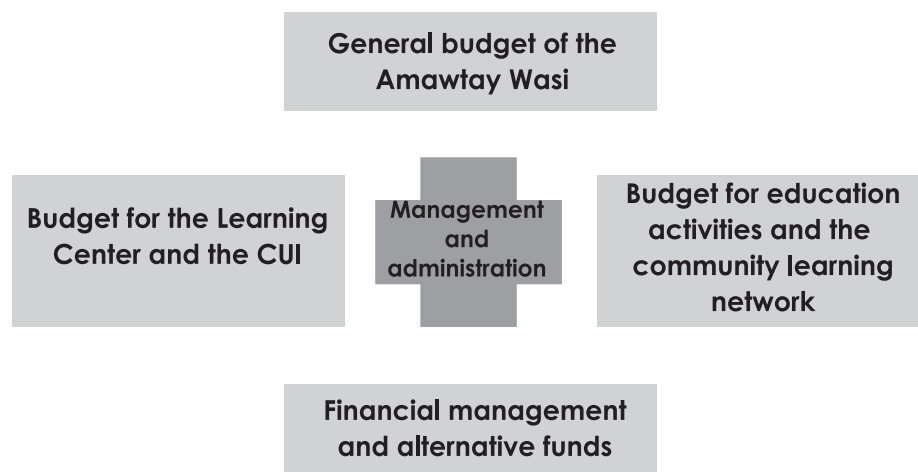 General budget of the
Amawtay Wasi
Budget for the Learning
Center and the CUI
Management
and
administration
Budget for education
activities and the
community learning
network
Financial management
and alternative funds